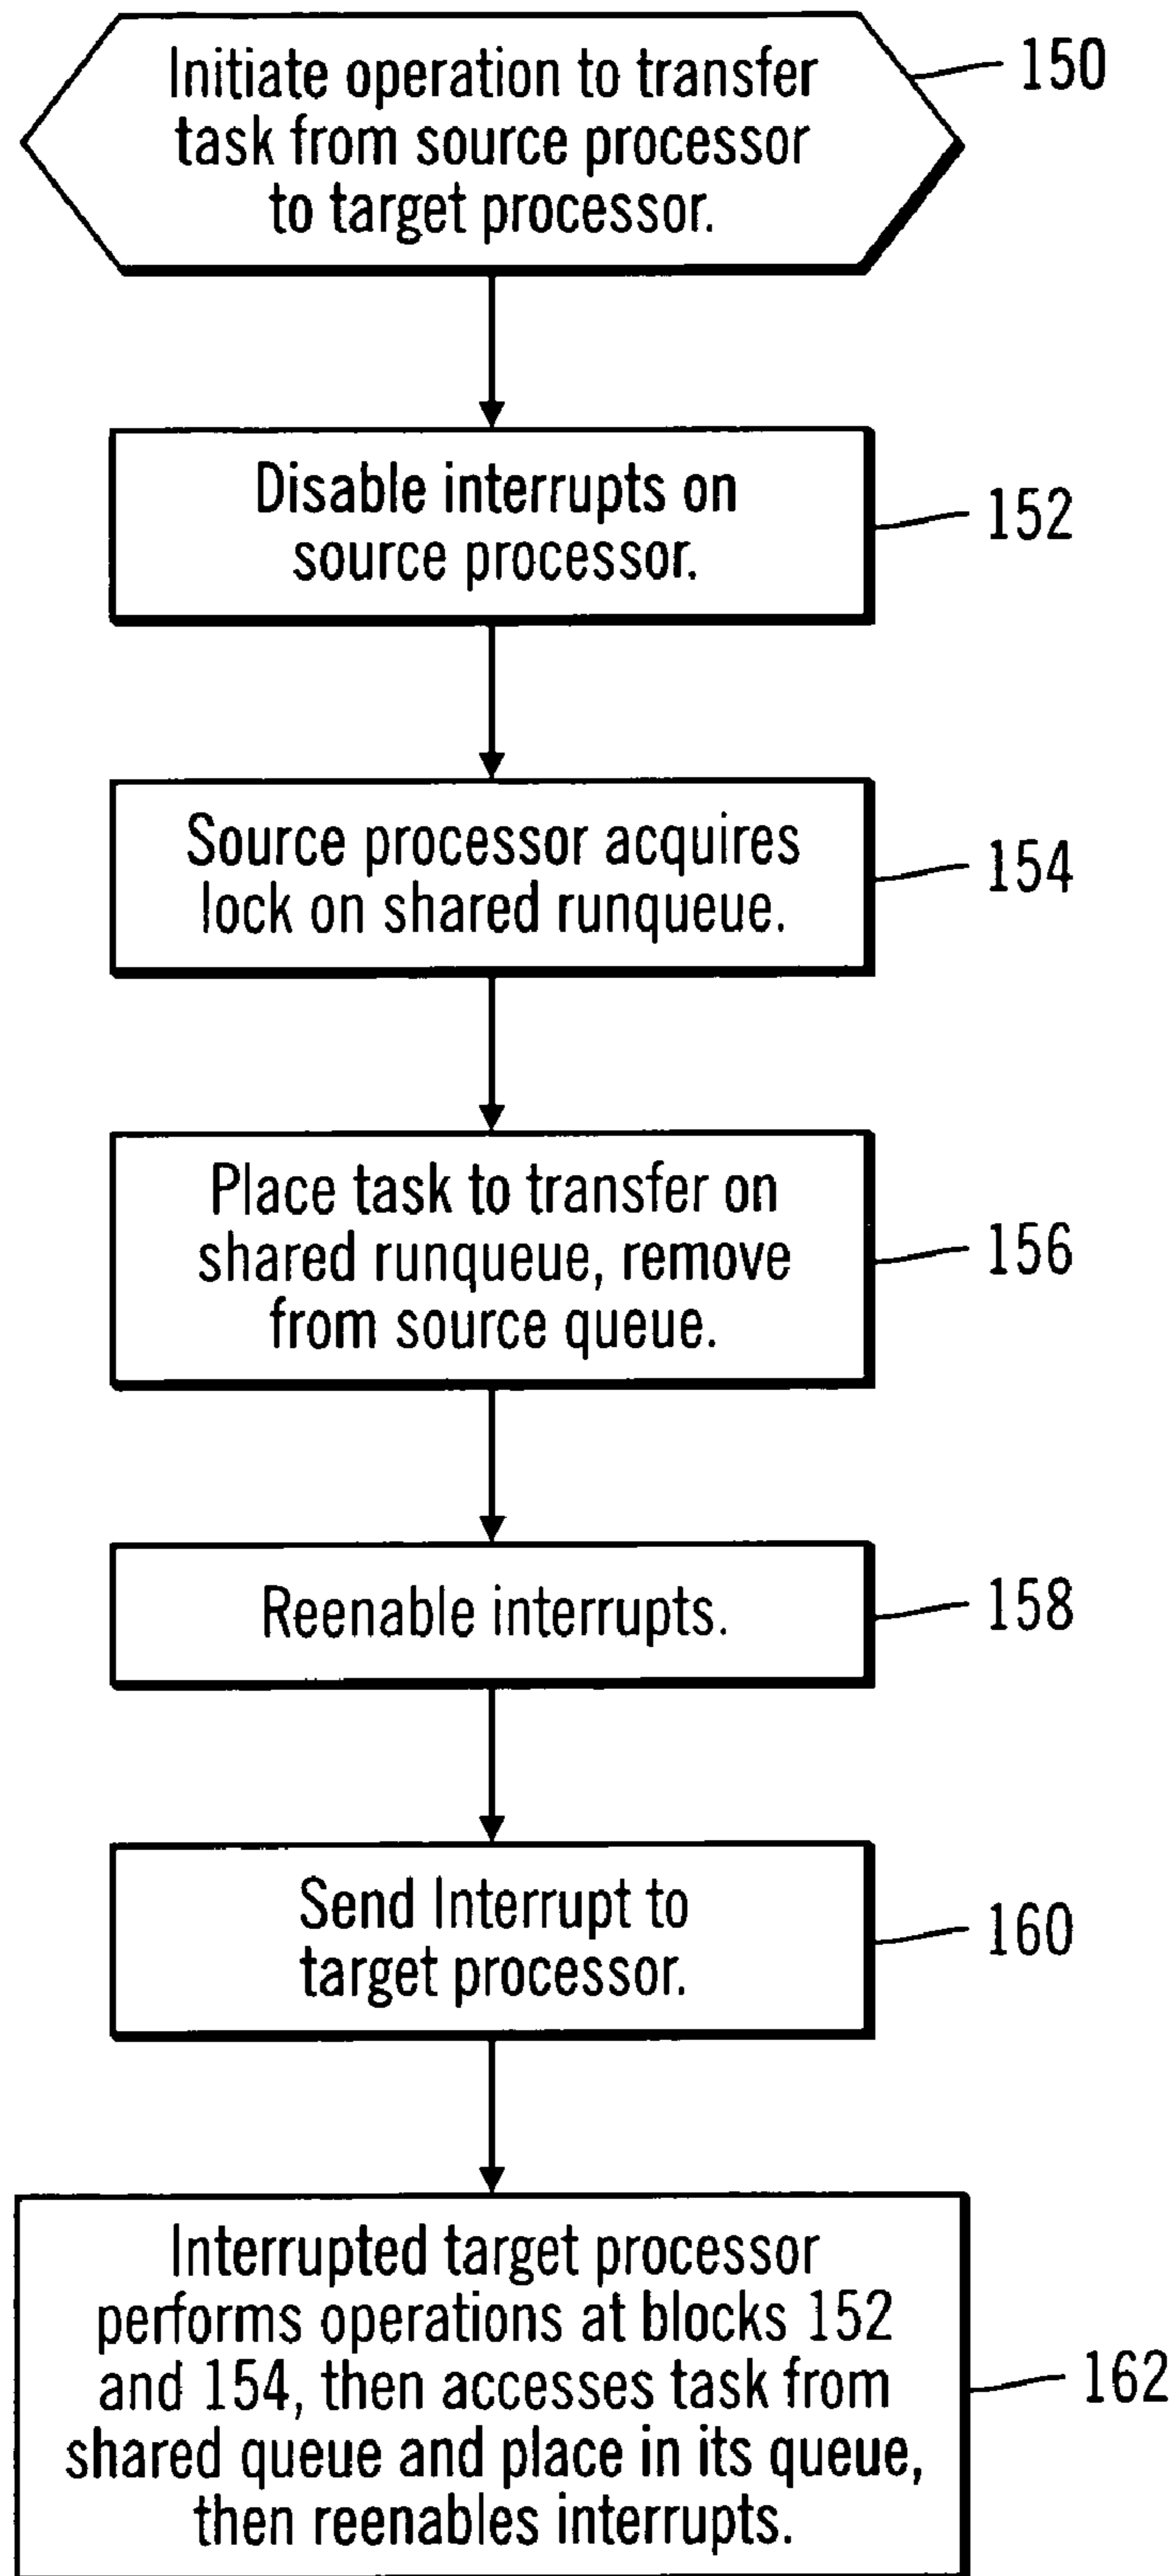 Initiate operation to transfer
task from source processor
to target processor.
150
Disable interrupts on
source processor.
152
Source processor acquires
lock on shared runqueue.
154
Place task to transfer on
shared runqueue, remove
from source queue.
156
Reenable interrupts.
158
Send Interrupt to
target processor.
160
Interrupted target processor
performs operations at blocks 152
and 154, then accesses task from
shared queue and place in its queue,
then reenables interrupts.
162